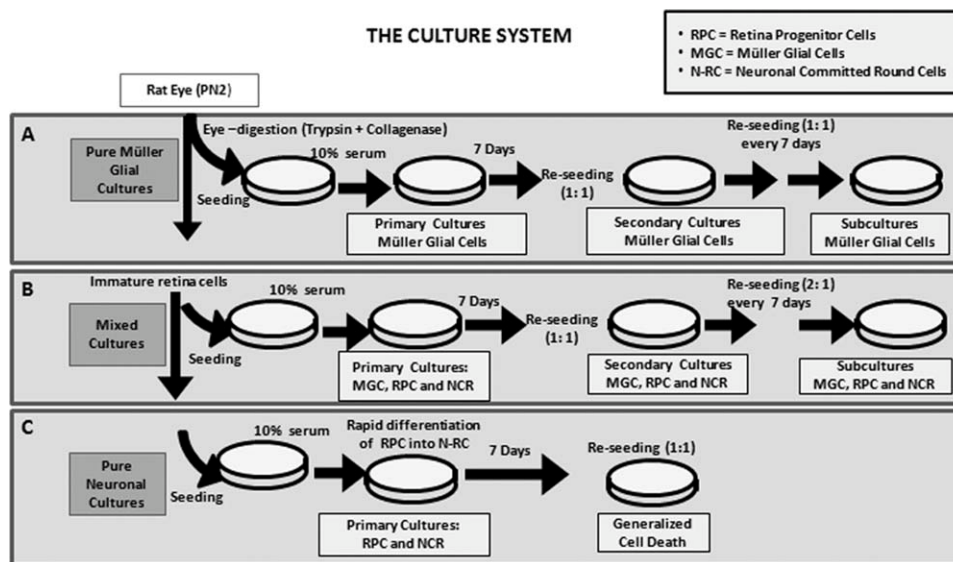 THE CULTURE SYSTEM
• RPC = Retina Progenitor Cells
• MGC = Müller Glial Cells
• N-RC = Neuronal Committed Round Cells
Rat Eye (PN2)
A
Pure Müller
Glial
Cultures
Eye –digestion (Trypsin + Collagenase)
Seeding
10% serum
Primary Cultures
Müller Glial Cells
7 Days
Re-seeding
(1: 1)
Secondary Cultures
Müller Glial Cells
Re-seeding (1: 1)
every 7 days
Subcultures
Müller Glial Cells
B
Immature retina cells
Mixed
Cultures
Seeding
10% serum
Primary Cultures:
MGC, RPC and NCR
7 Days
Re-seeding
(1:1)
Secondary Cultures
MGC, RPC and NCR
Re-seeding (2: 1)
every 7 days
Subcultures
MGC, RPC and NCR
C
Pure
Neuronal
Cultures
Seeding
10% serum
Rapid differentiation
of RPC into N-RC
Primary Cultures:
RPC and NCR
7 Days
Re-seeding (1:1)
Generalized
Cell Death